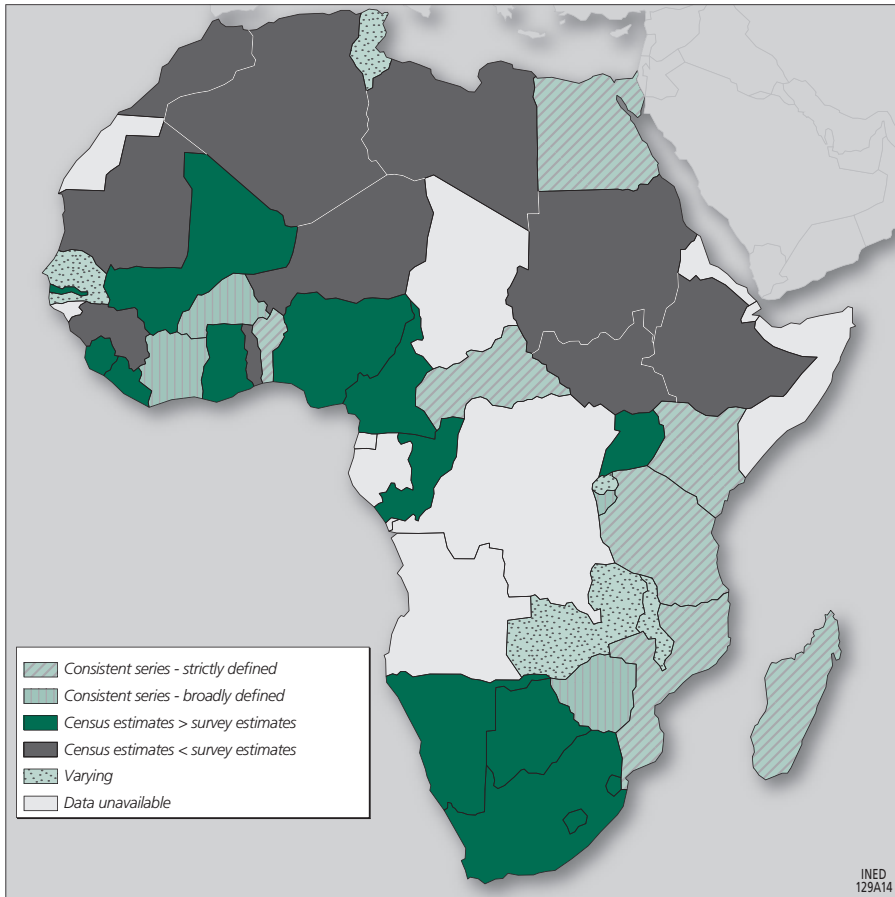 Consistent series - strictly defined
Consistent series - broadly defined
Census estimates > survey estimates
Census estimates < survey estimates
Varying
Data unavailable
INED
129A14